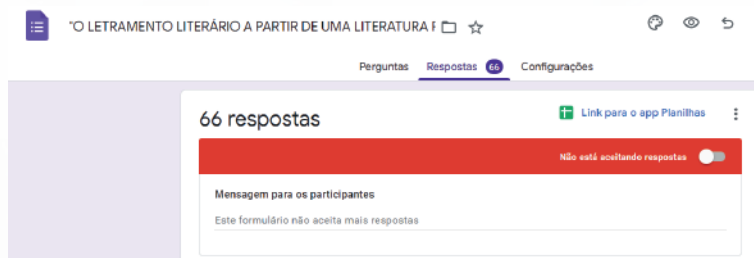 "O LETRAMENTO LITERÁRIO A PARTIR DE UMA LITERATURA
Perguntas Respostas 66 Configurações
66 respostas Link para o app Planilhas
Não está aceitando respostas
Mensagem para os participantes
Este formulário não aceita mais respostas